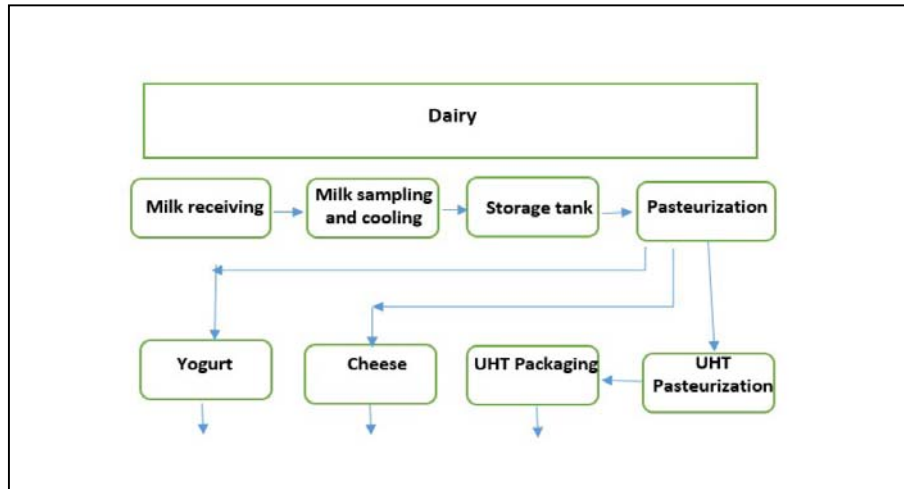 Dairy
Milk receiving
Milk sampling
and cooling
Storage tank
Pasteurization
Yogurt
Cheese
UHT Packaging
UHT
Pasteurization